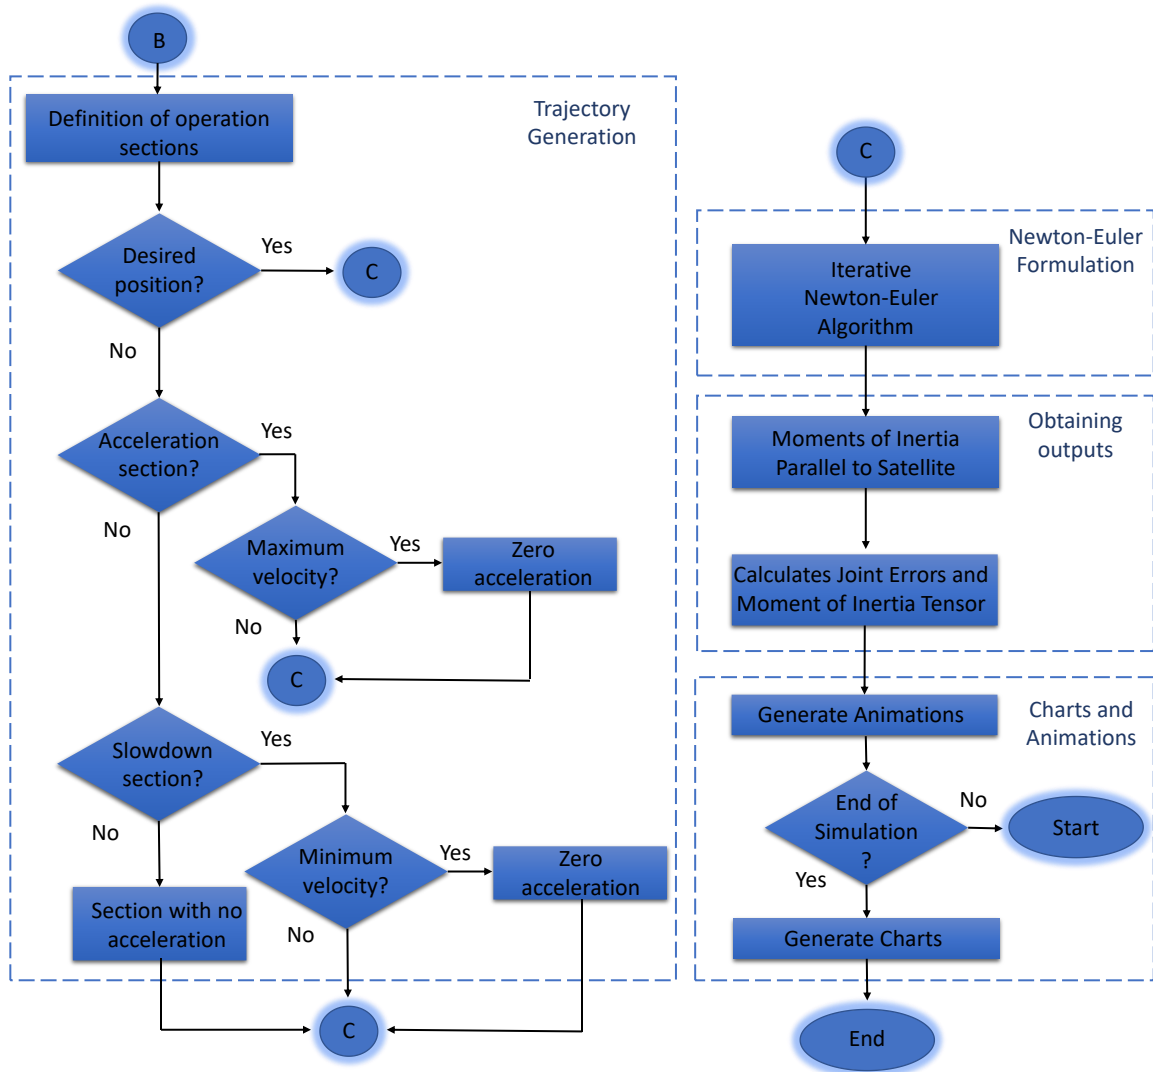 B
Trajectory
Generation
Definition of operation
sections
Desired
position?
Yes
C
No
Acceleration
section?
Yes
No
Maximum
velocity?
Yes
Zero
acceleration
No
C
Slowdown
section?
Yes
No
Minimum
velocity?
Yes
Zero
acceleration
No
Section with no
acceleration
C
C
Newton-Euler
Formulation
Iterative
Newton-Euler
Algorithm
Obtaining
outputs
Moments of Inertia
Parallel to Satellite
Calculates Joint Errors and
Moment of Inertia Tensor
Charts and
Animations
Generate Animations
End of
Simulation
?
No
Start
Yes
Generate Charts
End